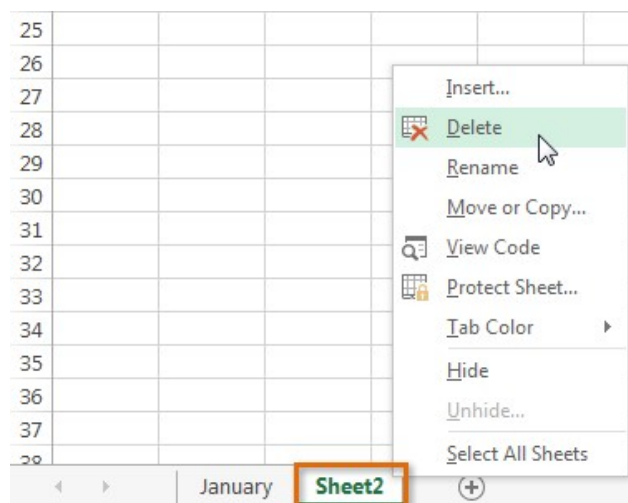 25
26
27
28
29
30
31
32
33
34
35
36
37
38
Insert...
Delete
Rename
Move or Copy...
View Code
Protect Sheet...
Tab Color
Hide
Unhide...
Select All Sheets
January Sheet2